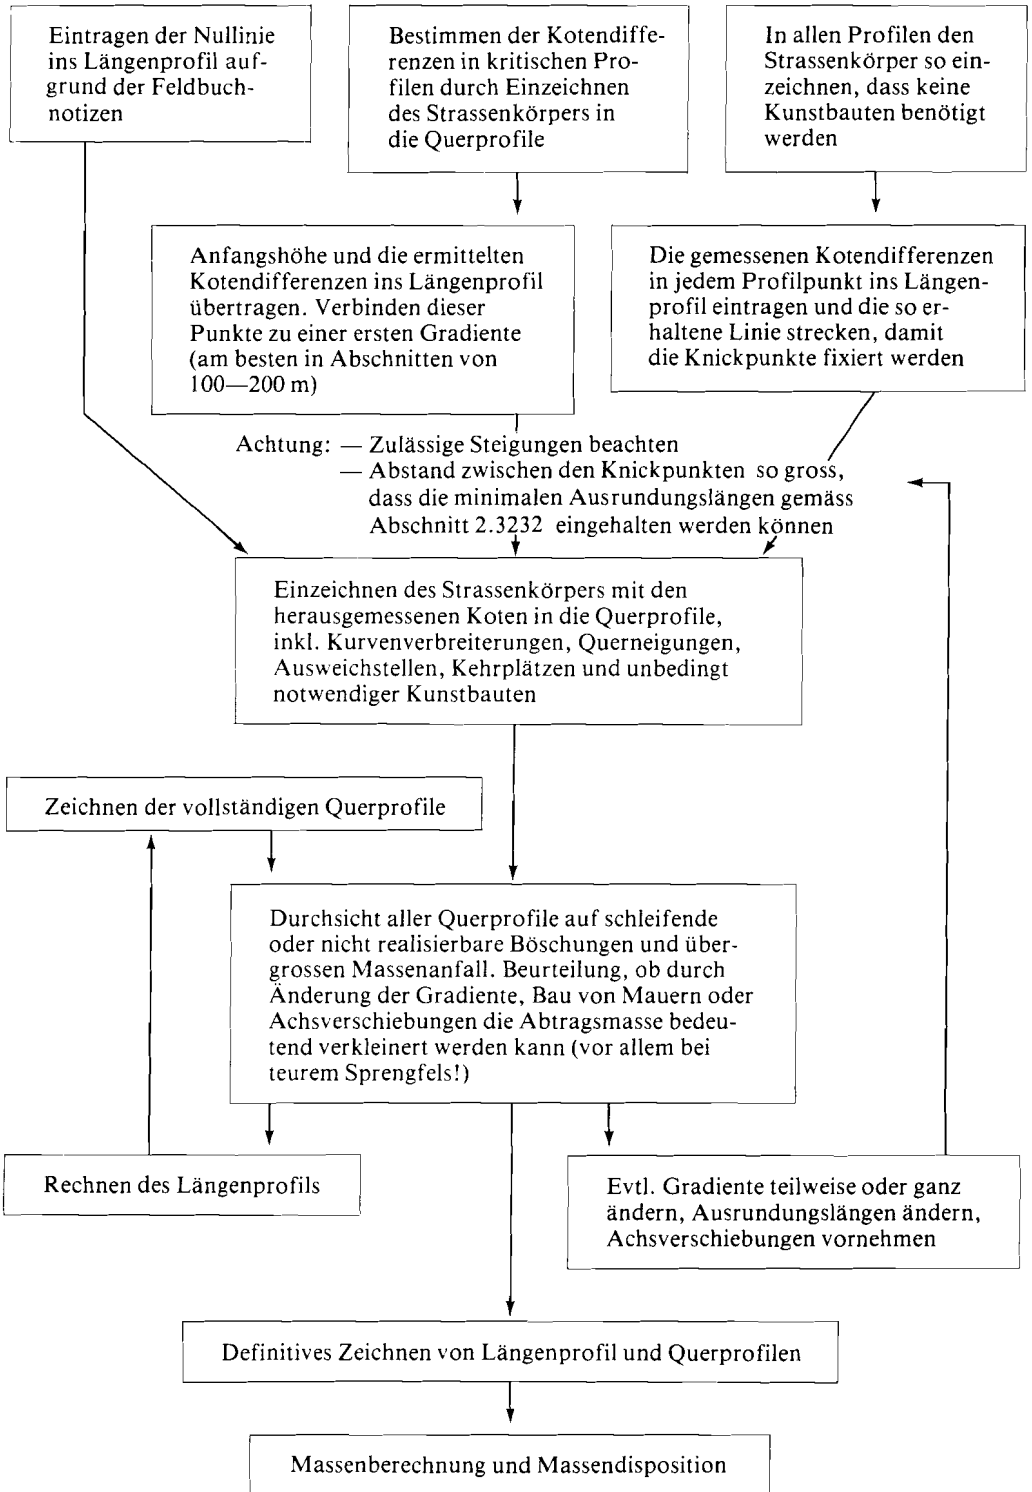 Eintragen der Nullinie
ins Längenprofil auf-
grund der Feldbuch-
notizen
Bestimmen der Kotendiffe-
renzen in kritischen Pro-
filen durch Einzeichnen
des Strassenkörpers in
die Querprofile
In allen Profilen den
Strassenkörper so ein-
zeichnen, dass keine
Kunstbauten benötigt
werden
Anfangshöhe und die ermittelten
Kotendifferenzen ins Längenprofil
übertragen. Verbinden dieser
Punkte zu einer ersten Gradiente
(am besten in Abschnitten von
100—200 m)
Die gemessenen Kotendifferenzen
in jedem Profilpunkt ins Längen-
profil eintragen und die so er-
haltene Linie strecken, damit
die Knickpunkte fixiert werden
Achtung: — Zulässige Steigungen beachten
— Abstand zwischen den Knickpunkten so gross,
dass die minimalen Ausrundungslängen gemäss
Abschnitt 2.3232 eingehalten werden können
Einzeichnen des Strassenkörpers mit den
herausgemessenen Koten in die Querprofile,
inkl. Kurvenverbreiterungen, Querneigungen,
Ausweichstellen, Kehrplätzen und unbedingt
notwendiger Kunstbauten
Zeichnen der vollständigen Querprofile
Durchsicht aller Querprofile auf schleifende
oder nicht realisierbare Böschungen und über-
grossen Massenanfall. Beurteilung, ob durch
Änderung der Gradiente, Bau von Mauern oder
Achsverschiebungen die Abtragsmasse bedeu-
tend verkleinert werden kann (vor allem bei
teurem Sprengfels!)
Rechnen des Längenprofils
Evtl. Gradiente teilweise oder ganz
ändern, Ausrundungslängen ändern,
Achsverschiebungen vornehmen
Definitives Zeichnen von Längenprofil und Querprofilen
Massenberechnung und Massendisposition